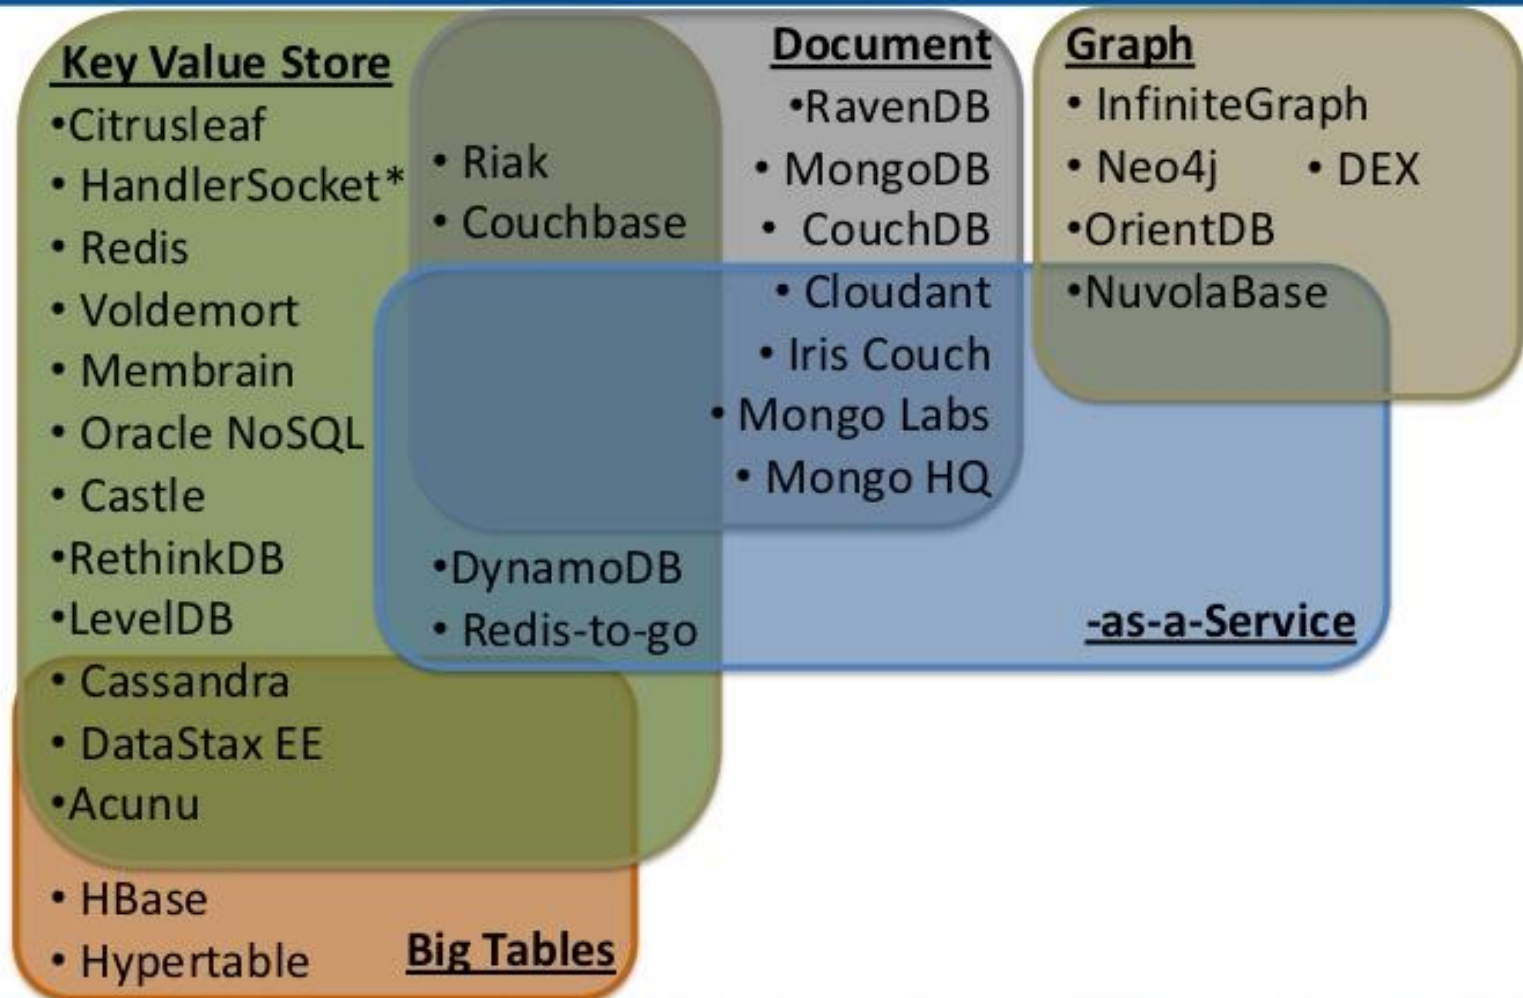 Key Value Store
•Citrusleaf
• HandlerSocket*
• Redis
• Voldemort
• Membrain
• Oracle NoSQL
• Castle
•RethinkDB
•LevelDB
• Cassandra
• DataStax EE
•Acunu
• HBase
• Hypertable
Big Tables
• Riak
• Couchbase
•DynamoDB
• Redis-to-go
Document
•RavenDB
• MongoDB
• CouchDB
• Cloudant
• Iris Couch
• Mongo Labs
• Mongo HQ
Graph
• InfiniteGraph
• Neo4j • DEX
•OrientDB
•NuvolaBase
-as-a-Service